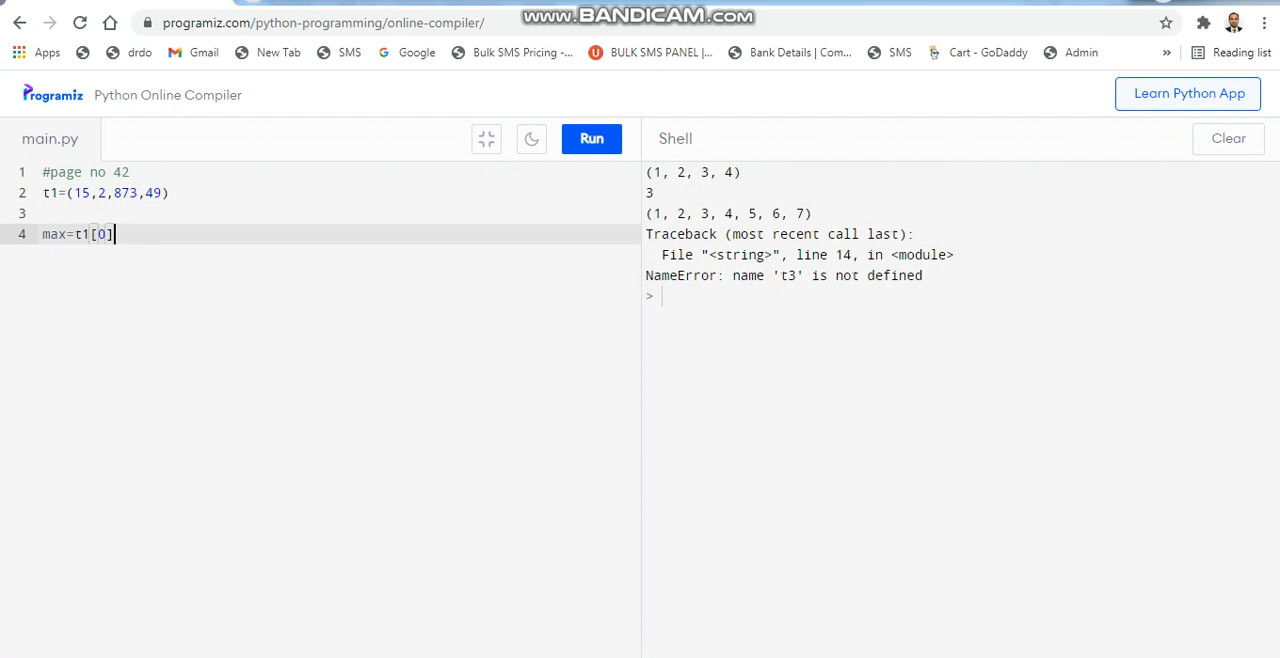 programiz.com/python-programming/online-compiler/
www.BANDICAM.com
Apps drdo Gmail New Tab SMS Google Bulk SMS Pricing -... BULK SMS PANEL |... Bank Details | Com... SMS Cart - GoDaddy Admin » Reading list
Programiz Python Online Compiler Learn Python App
main.py Run Shell Clear
1 #page no 42
2 t1=(15,2,873,49)
3
4 max=t1[0]
(1, 2, 3, 4)
3
(1, 2, 3, 4, 5, 6, 7)
Traceback (most recent call last):
File "<string>", line 14, in <module>
NameError: name 't3' is not defined
>